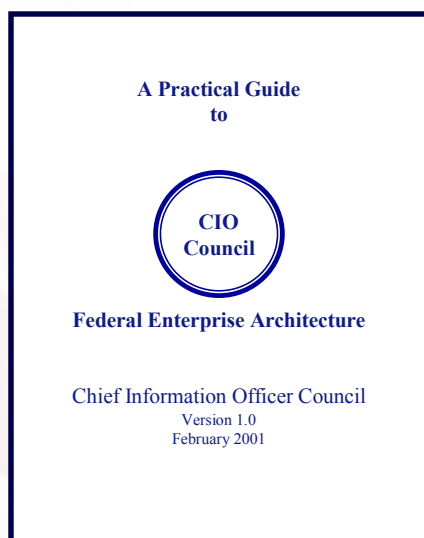 A Practical Guide
to
CIO
Council
Federal Enterprise Architecture
Chief Information Officer Council
Version 1.0
February 2001